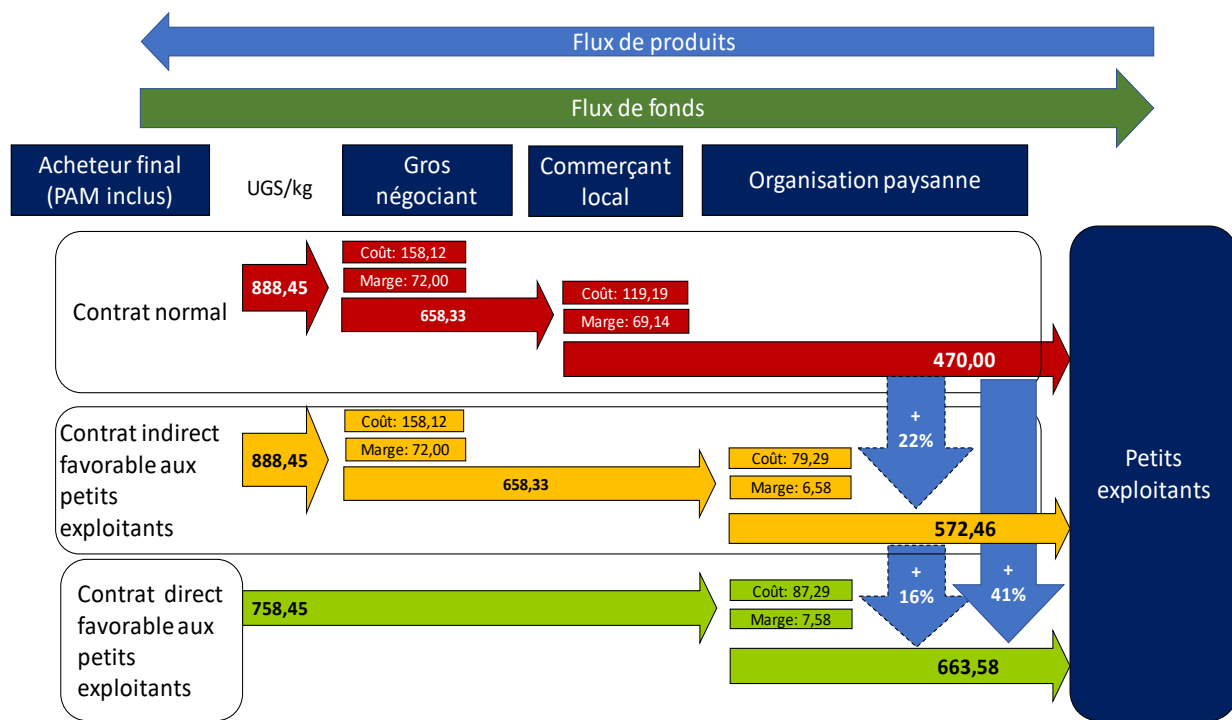 Flux de produits
Flux de fonds
Acheteur final
(PAM inclus)
UGS/kg
Gros
négociant
Commerçant
local
Organisation paysanne
Contrat normal
888,45
Coût: 158,12
Marge: 72,00
658,33
Coût: 119,19
Marge: 69,14
470,00
Contrat indirect
favorable aux
petits
exploitants
888,45
Coût: 158,12
Marge: 72,00
658,33
Coût: 79,29
Marge: 6,58
572,46
+
22%
Contrat direct
favorable aux
petits
exploitants
758,45
Coût: 87,29
Marge: 7,58
663,58
+
16%
+
41%
Petits
exploitants